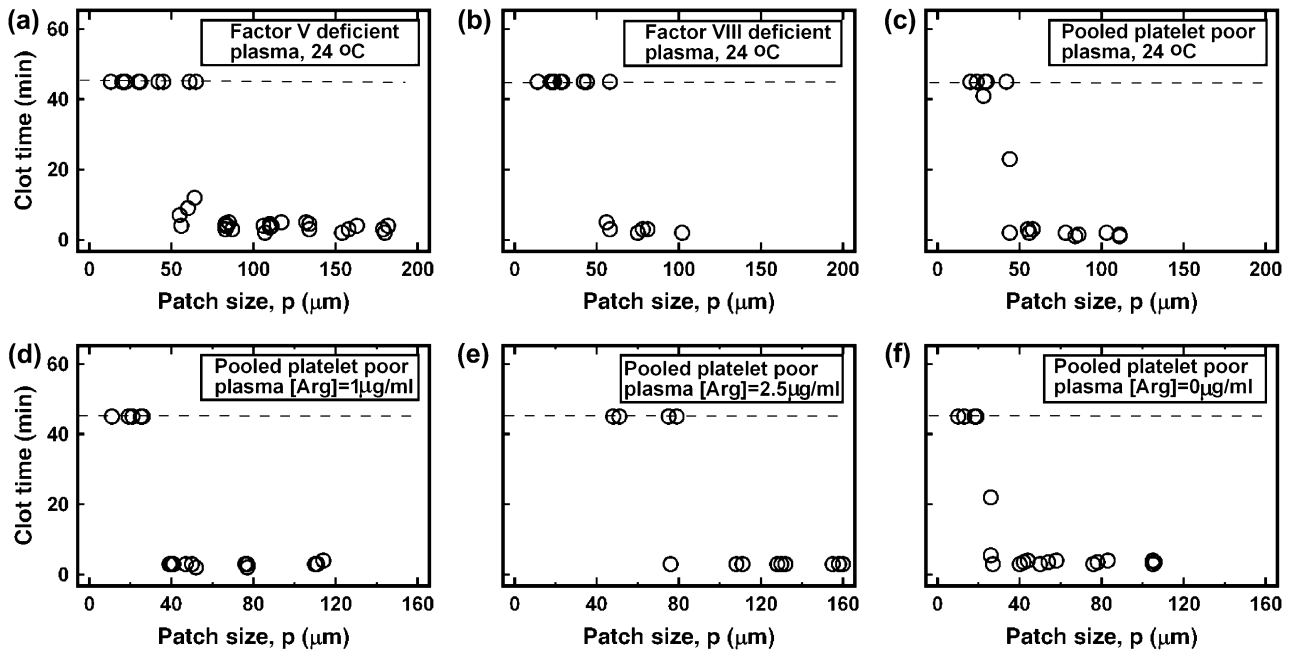 (a)
Factor V deficient
plasma, 24 ºC
(b)
Factor VIII deficient
plasma, 24 ºC
(c)
Pooled platelet poor
plasma, 24 ºC
Clot time (min)
60
40
20
0
0 50 100 150 200
0 50 100 150 200
0 50 100 150 200
Patch size, p (μm)
Patch size, p (μm)
Patch size, p (μm)
(d)
Pooled platelet poor
plasma [Arg]=1μg/ml
(e)
Pooled platelet poor
plasma [Arg]=2.5μg/ml
(f)
Pooled platelet poor
plasma [Arg]=0μg/ml
Clot time (min)
60
40
20
0
0 40 80 120 160
0 40 80 120 160
0 40 80 120 160
Patch size, p (μm)
Patch size, p (μm)
Patch size, p (μm)